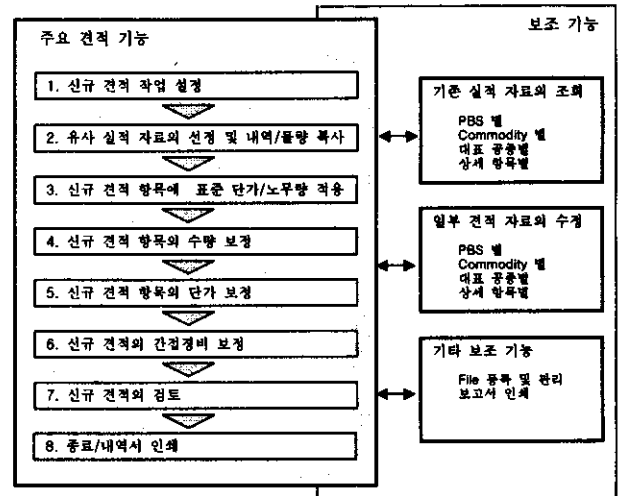 주요 견적 기능
1. 신규 견적 작업 설정
2. 유사 실적 자료의 선정 및 내역/물량 복사
3. 신규 견적 항목에 표준 단가/노무량 적용
4. 신규 견적 항목의 수량 보정
5. 신규 견적 항목의 단가 보정
6. 신규 견적의 간접경비 보정
7. 신규 견적의 검토
8. 종료/내역서 인쇄
보조 기능
기존 실적 자료의 조회
PBS 별
Commodity 별
대표 공종별
상세 항목별
일부 견적 자료의 수정
PBS 별
Commodity 별
대표 공종별
상세 항목별
기타 보조 기능
File 등록 및 관리
보고서 인쇄